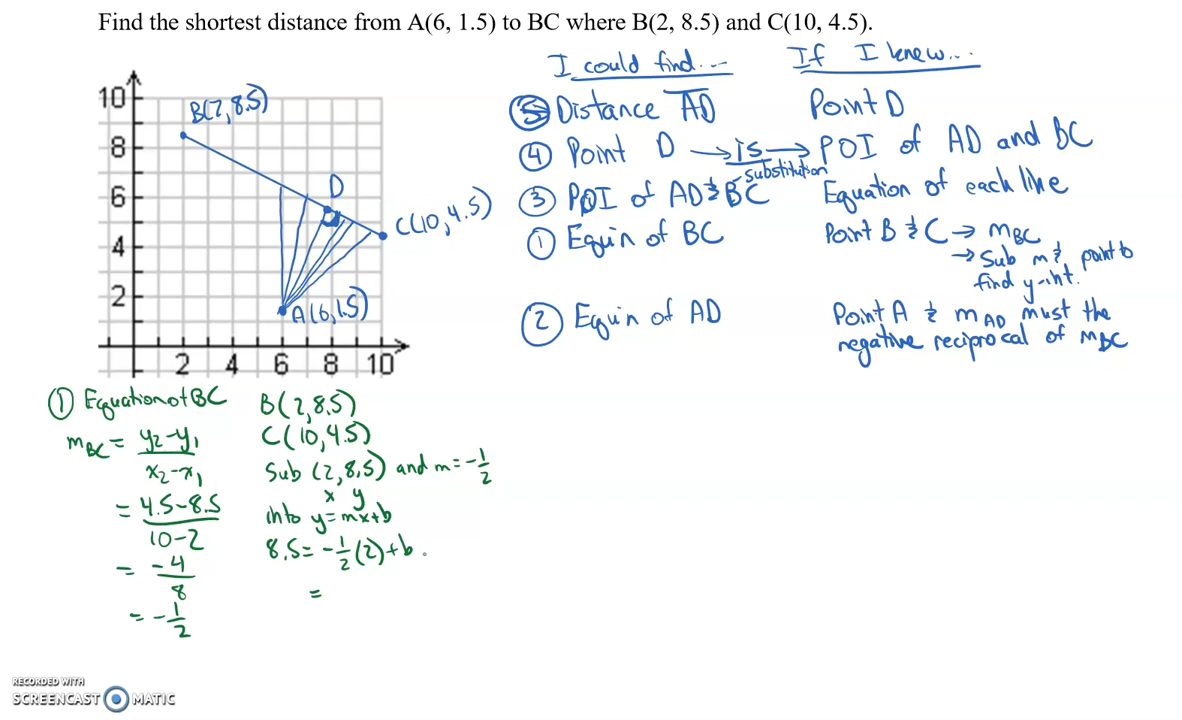 Find the shortest distance from A(6, 1.5) to BC where B(2, 8.5) and C(10, 4.5).
I could find...
If I knew...
⑤ Distance AD
Point D
④ Point D → is → POI of AD and BC
substitution
③ POI of AD & BC
Equation of each line
① Equ'n of BC
Point B & C → mBC
→ Sub m & point to
find y-int.
② Equ'n of AD
Point A & mAD must the
negative reciprocal of mBC
10
8
6
4
2
2 4 6 8 10
B(2, 8.5)
D
C(10, 4.5)
A(6, 1.5)
① Equation of BC
mBC = y2-y1
x2-x1
= 4.5-8.5
10-2
= -4
8
= -1
2
B(2, 8.5)
C(10, 4.5)
Sub (2, 8.5) and m = -1/2
x y
into y=mx+b
8.5 = -1/2(2)+b
=
RECORDED WITH
SCREENCAST MATIC